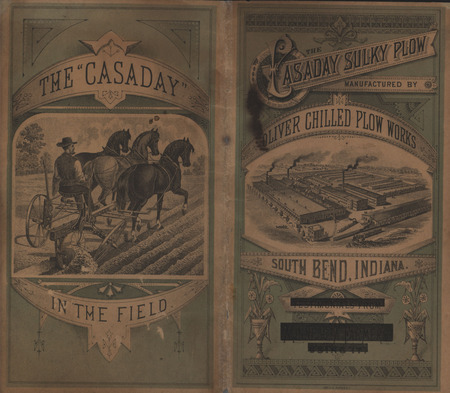 THE "CASADAY"
IN THE FIELD
THE
CASADAY SULKY PLOW
MANUFACTURED BY
OLIVER CHILLED PLOW WORKS
SOUTH BEND, INDIANA.